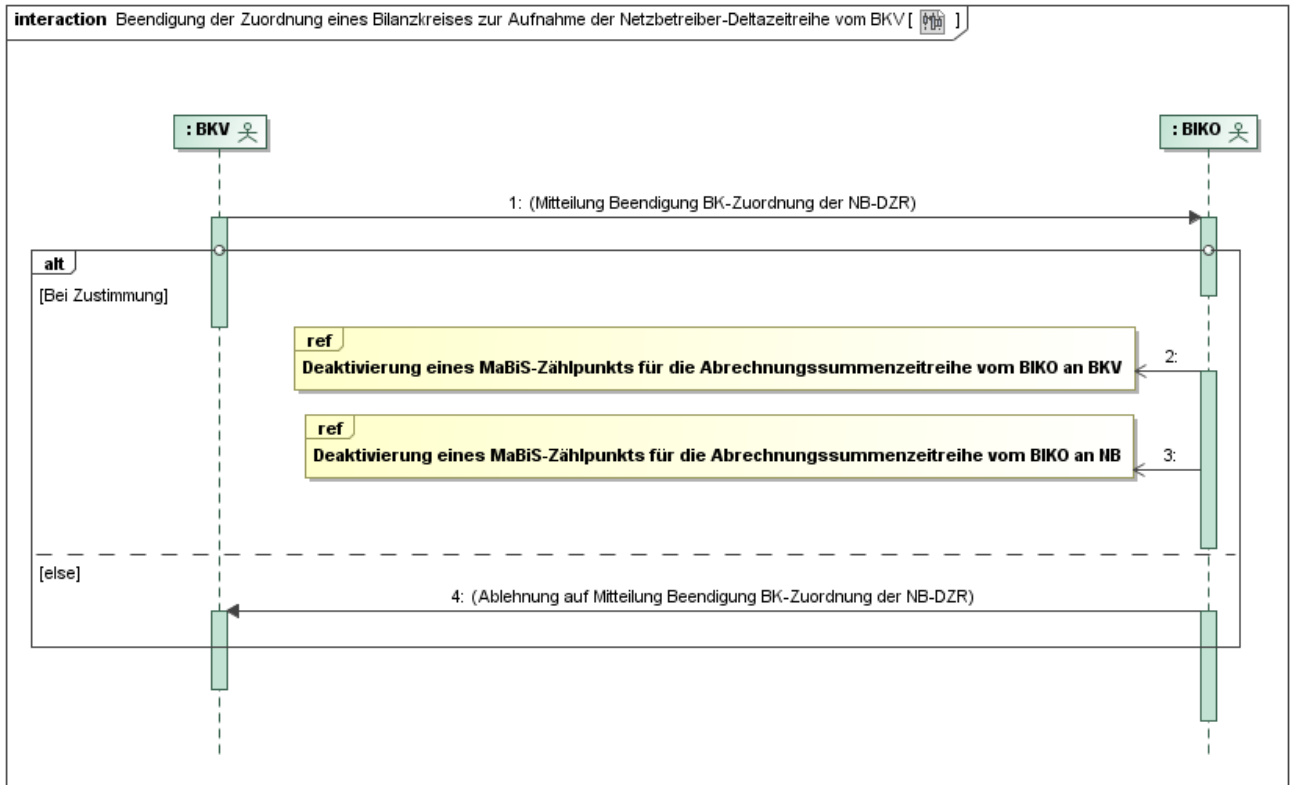 interaction Beendigung der Zuordnung eines Bilanzkreises zur Aufnahme der Netzbetreiber-Deltazeitreihe vom BKV [ ]
: BKV
: BIKO
1: (Mitteilung Beendigung BK-Zuordnung der NB-DZR)
alt
[Bei Zustimmung]
ref
Deaktivierung eines MaBiS-Zählpunkts für die Abrechnungssummenzeitreihe vom BIKO an BKV
2:
ref
Deaktivierung eines MaBiS-Zählpunkts für die Abrechnungssummenzeitreihe vom BIKO an NB
3:
[else]
4: (Ablehnung auf Mitteilung Beendigung BK-Zuordnung der NB-DZR)